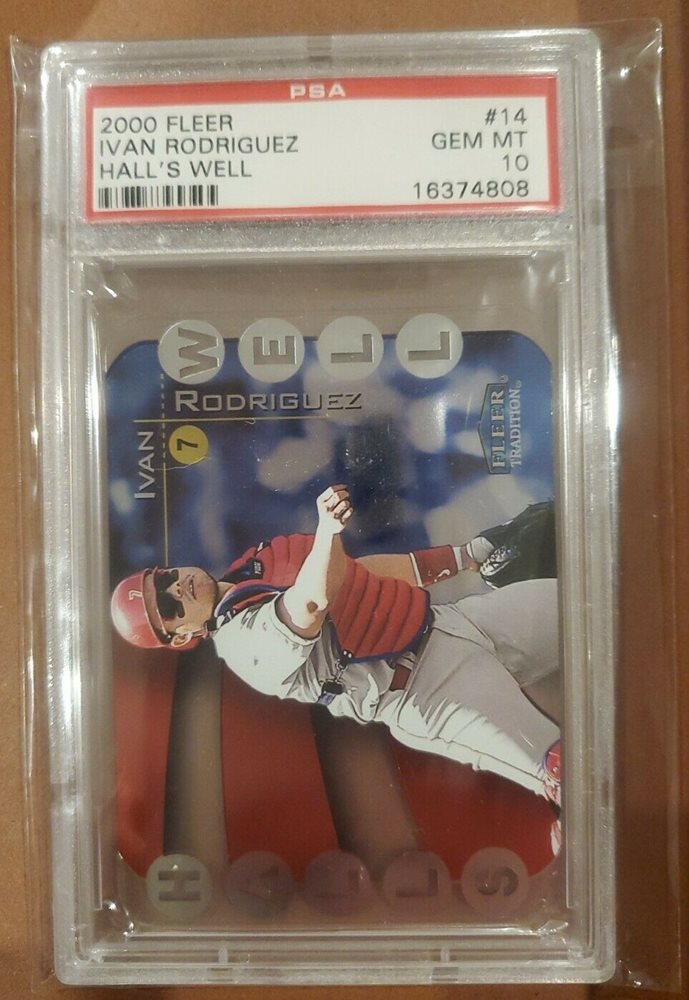 PSA
2000 FLEER #14
IVAN RODRIGUEZ GEM MT
HALL'S WELL 10
16374808
WELL
RODRIGUEZ
IVAN
7
FLEER
TRADITION
7
HALLS